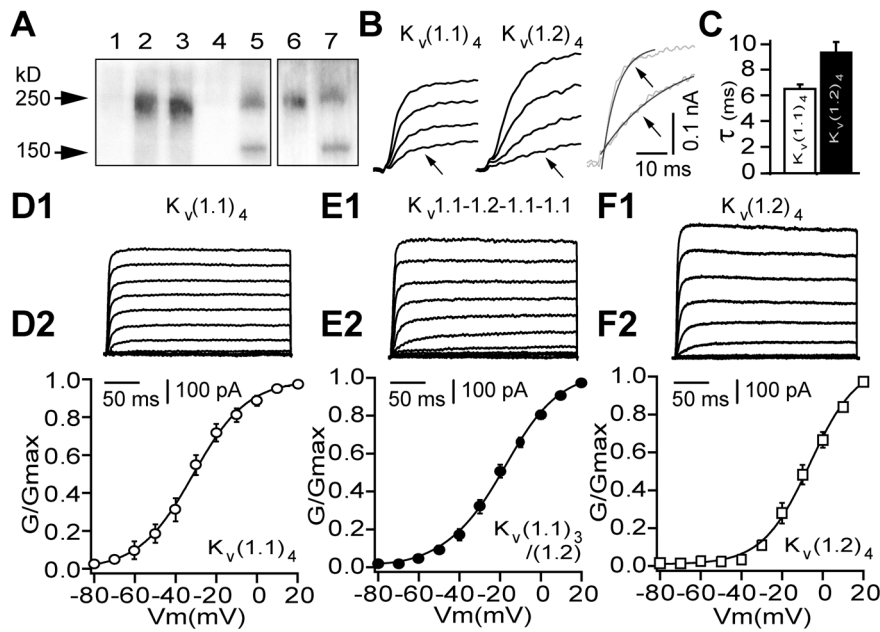 A 1 2 3 4 5 6 7
kD
250
150
B Kv(1.1)4 Kv(1.2)4
0.1 nA
10 ms
C
τ (ms)
10
8
6
4
2
0
Kv(1.1)4
Kv(1.2)4
D1 Kv(1.1)4
E1 Kv1.1-1.2-1.1-1.1
F1 Kv(1.2)4
D2
50 ms 100 pA
G/Gmax
1.0
0.8
0.6
0.4
0.2
0.0
Kv(1.1)4
-80 -60 -40 -20 0 20
Vm(mV)
E2
50 ms 100 pA
G/Gmax
1.0
0.8
0.6
0.4
0.2
0.0
Kv(1.1)3
/(1.2)
-80 -60 -40 -20 0 20
Vm(mV)
F2
50 ms 100 pA
G/Gmax
1.0
0.8
0.6
0.4
0.2
0.0
Kv(1.2)4
-80 -60 -40 -20 0 20
Vm(mV)